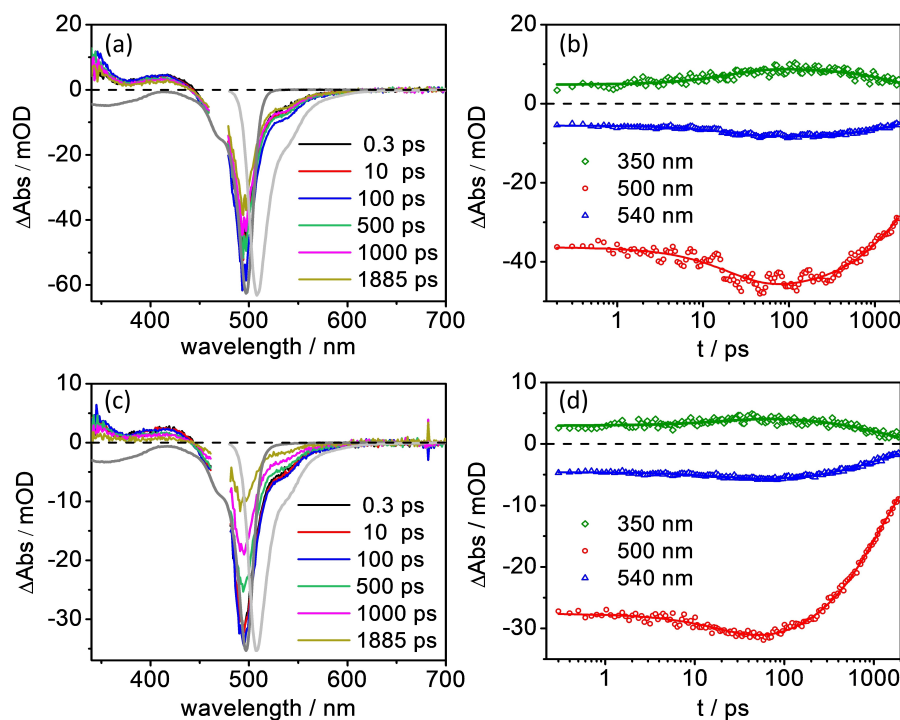 (a)
20
0
-20
-40
-60
ΔAbs / mOD
0.3 ps
10 ps
100 ps
500 ps
1000 ps
1885 ps
400 500 600 700
wavelength / nm
(b)
20
0
-20
-40
ΔAbs / mOD
350 nm
500 nm
540 nm
1 10 100 1000
t / ps
(c)
10
0
-10
-20
-30
ΔAbs / mOD
0.3 ps
10 ps
100 ps
500 ps
1000 ps
1885 ps
400 500 600 700
wavelength / nm
(d)
10
0
-10
-20
-30
ΔAbs / mOD
350 nm
500 nm
540 nm
1 10 100 1000
t / ps